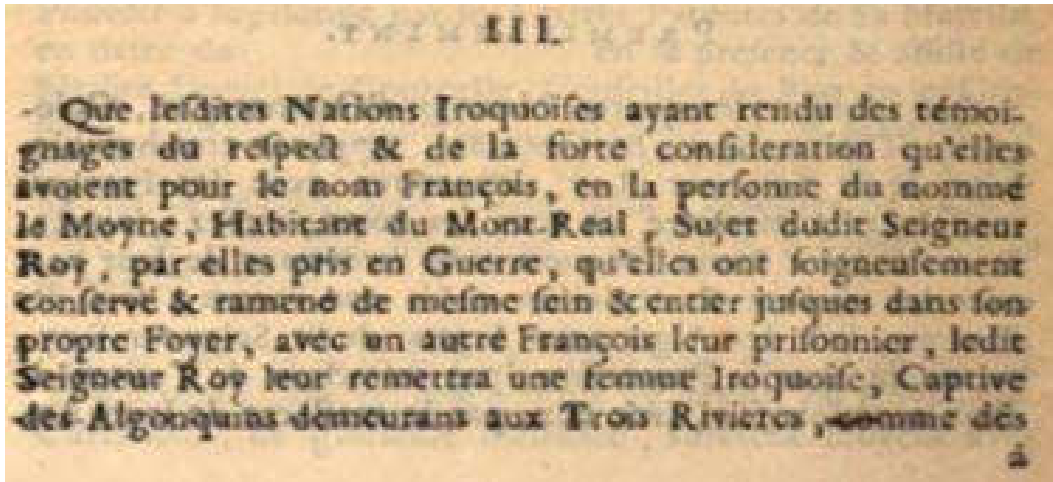 III.
Que leſdites Nations Iroquoiſes ayant rendu des témoi-
gnages du reſpect & de la forte conſideration qu'elles
avoient pour le nom François, en la perſonne du nommé
le Moyne, Habitant du Mont-Real, Sujet dudit Seigneur
Roy, par elles pris en Guerre, qu'elles ont ſoigneuſement
conſervé & ramené de meſme ſein & entier juſques dans ſon
propre Foyer, avec un autre François leur priſonnier, ledit
Seigneur Roy leur remettra une femme Iroquoiſe, Captive
des Algonquins demeurans aux Trois Rivieres, comme dés
à